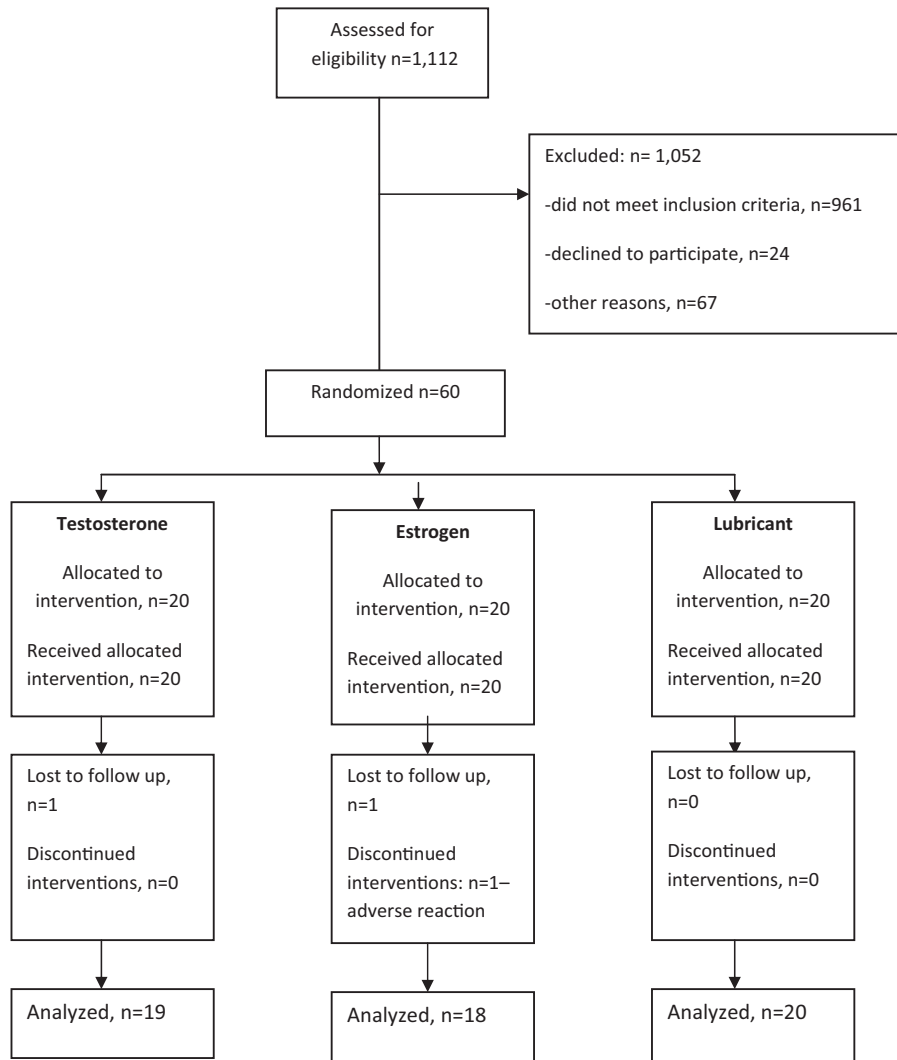 Assessed for
eligibility n=1,112
Excluded: n= 1,052
-did not meet inclusion criteria, n=961
-declined to participate, n=24
-other reasons, n=67
Randomized n=60
Testosterone
Allocated to
intervention, n=20
Received allocated
intervention, n=20
Estrogen
Allocated to
intervention, n=20
Received allocated
intervention, n=20
Lubricant
Allocated to
intervention, n=20
Received allocated
intervention, n=20
Lost to follow up,
n=1
Discontinued
interventions, n=0
Lost to follow up,
n=1
Discontinued
interventions: n=1–
adverse reaction
Lost to follow up,
n=0
Discontinued
interventions, n=0
Analyzed, n=19
Analyzed, n=18
Analyzed, n=20